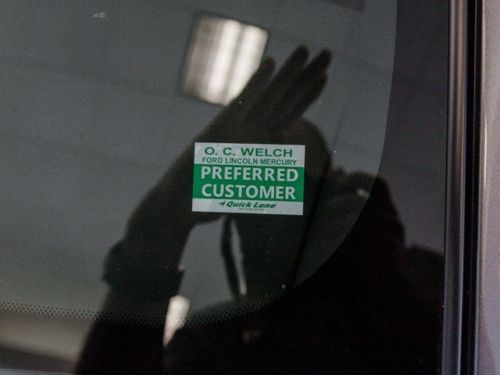 O. C. WELCH
FORD LINCOLN MERCURY
PREFERRED
CUSTOMER
Quick Lane